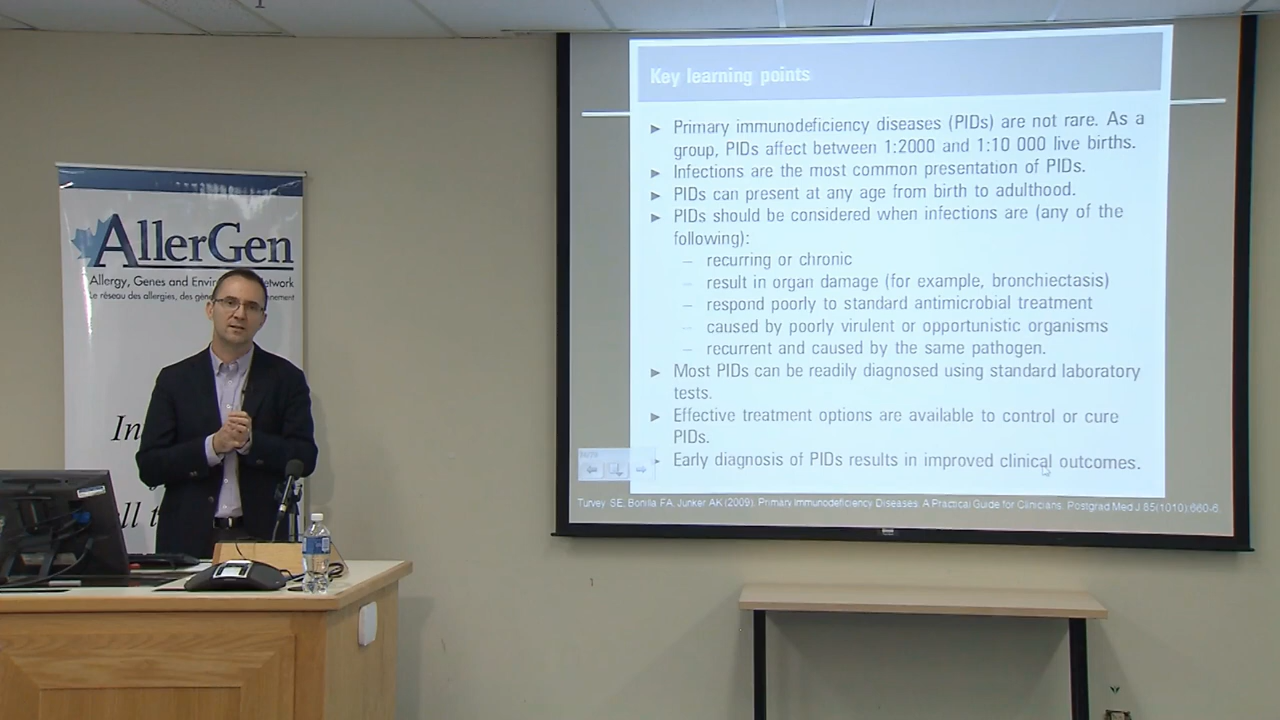 AllerGen
Allergy, Genes and Envir twork
e réseau des allergies, des gèn nnement
In
ll t
Key learning points
► Primary immunodeficiency diseases (PIDs) are not rare. As a
group, PIDs affect between 1:2000 and 1:10 000 live births.
► Infections are the most common presentation of PIDs.
► PIDs can present at any age from birth to adulthood.
► PIDs should be considered when infections are (any of the
following):
– recurring or chronic
– result in organ damage (for example, bronchiectasis)
– respond poorly to standard antimicrobial treatment
– caused by poorly virulent or opportunistic organisms
– recurrent and caused by the same pathogen.
► Most PIDs can be readily diagnosed using standard laboratory
tests.
► Effective treatment options are available to control or cure
PIDs.
► Early diagnosis of PIDs results in improved clinical outcomes.
Turvey SE, Bonilla FA, Junker AK (2009). Primary Immunodeficiency Diseases: A Practical Guide for Clinicians. Postgrad Med J 85(1010):660-6.